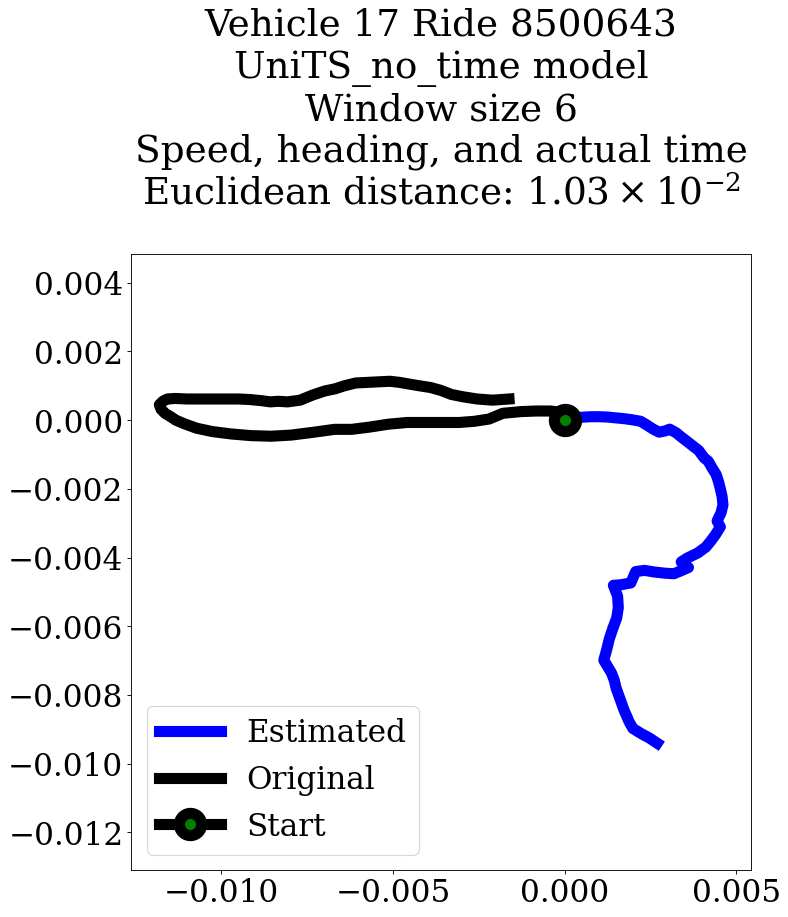 Vehicle 17 Ride 8500643
UniTS_no_time model
Window size 6
Speed, heading, and actual time
Euclidean distance: 1.03 × 10⁻²
0.004
0.002
0.000
−0.002
−0.004
−0.006
−0.008
−0.010
−0.012
Estimated
Original
Start
−0.010 −0.005 0.000 0.005